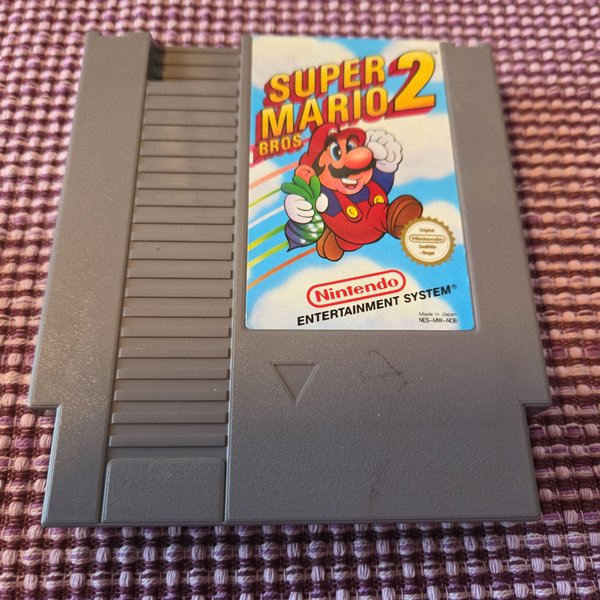 SUPER
MARIO 2
BROS
Original
Nintendo
Qualitäts-
Siegel
Nintendo
ENTERTAINMENT SYSTEM®
Made in Japan
NES-MW-NOE